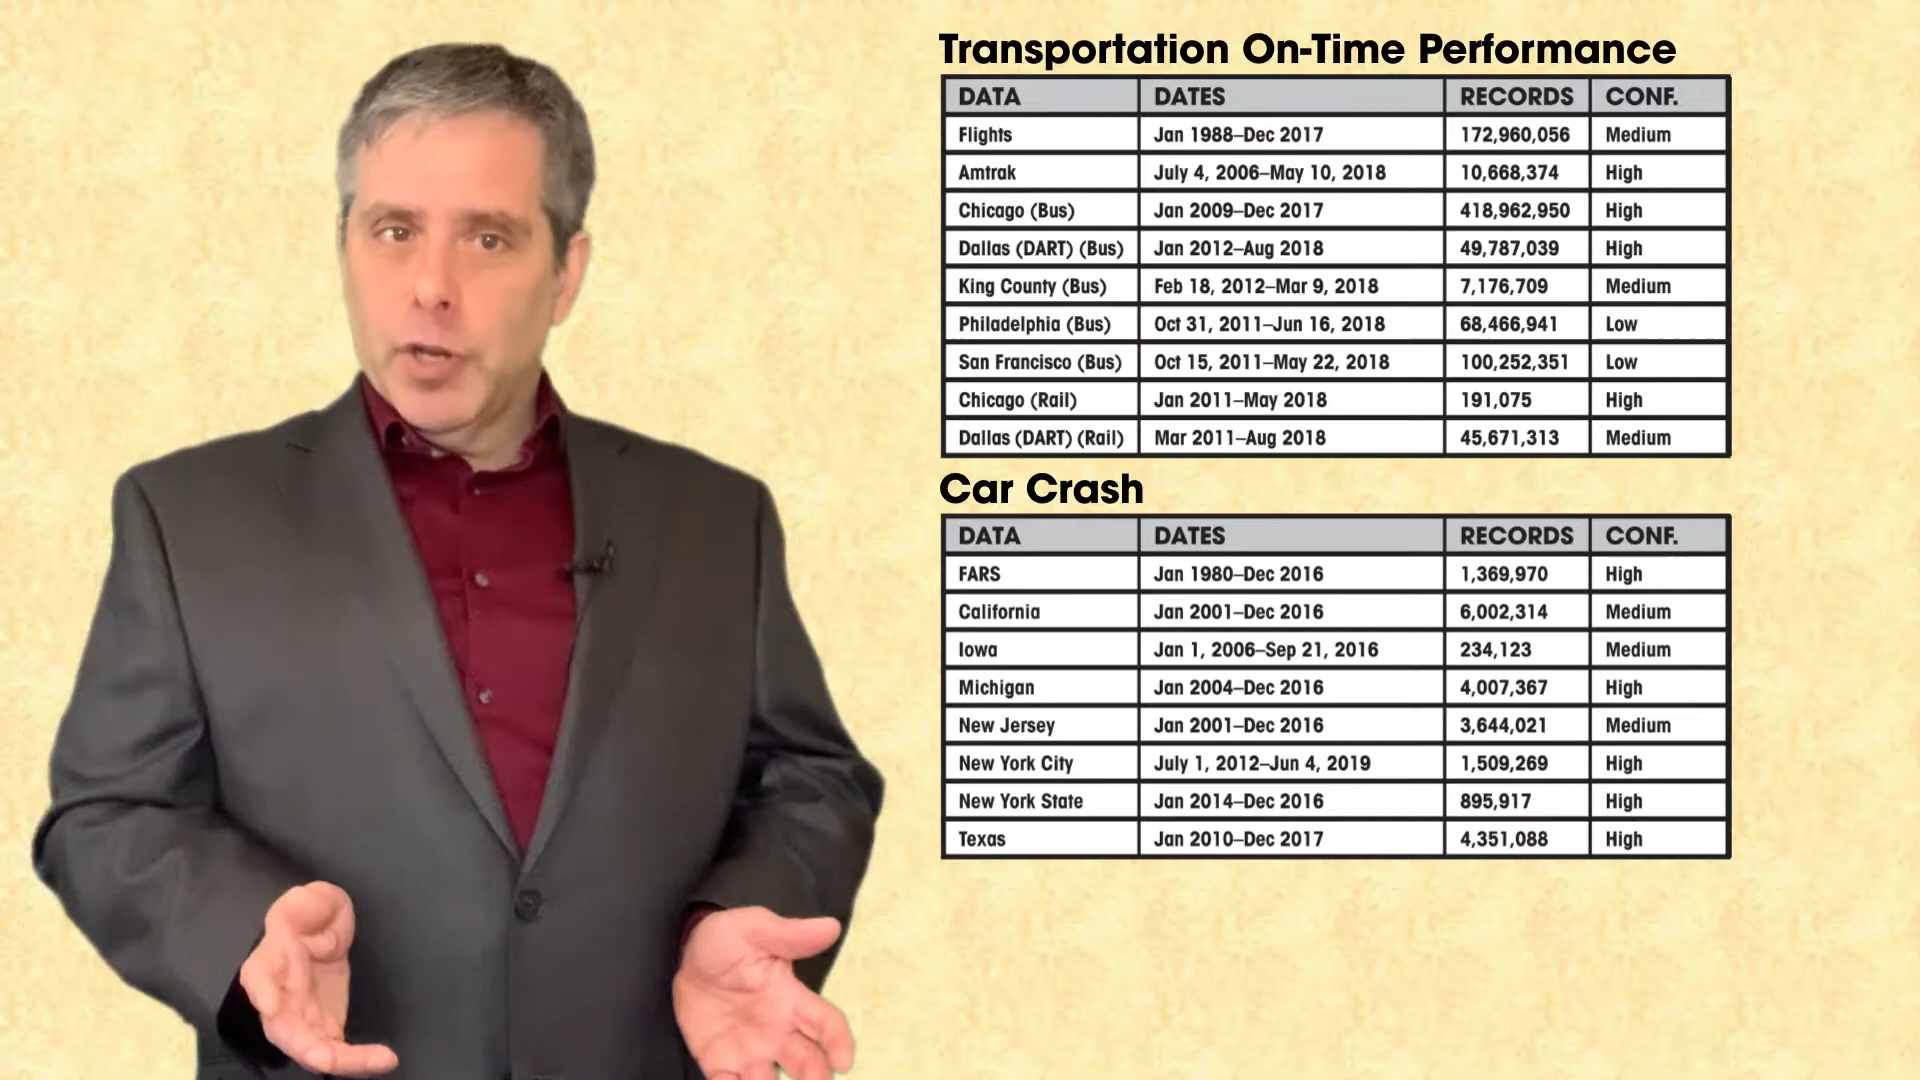 Transportation On-Time Performance
DATA DATES RECORDS CONF.
Flights Jan 1988–Dec 2017 172,960,056 Medium
Amtrak July 4, 2006–May 10, 2018 10,668,374 High
Chicago (Bus) Jan 2009–Dec 2017 418,962,950 High
Dallas (DART) (Bus) Jan 2012–Aug 2018 49,787,039 High
King County (Bus) Feb 18, 2012–Mar 9, 2018 7,176,709 Medium
Philadelphia (Bus) Oct 31, 2011–Jun 16, 2018 68,466,941 Low
San Francisco (Bus) Oct 15, 2011–May 22, 2018 100,252,351 Low
Chicago (Rail) Jan 2011–May 2018 191,075 High
Dallas (DART) (Rail) Mar 2011–Aug 2018 45,671,313 Medium
Car Crash
DATA DATES RECORDS CONF.
FARS Jan 1980–Dec 2016 1,369,970 High
California Jan 2001–Dec 2016 6,002,314 Medium
Iowa Jan 1, 2006–Sep 21, 2016 234,123 Medium
Michigan Jan 2004–Dec 2016 4,007,367 High
New Jersey Jan 2001–Dec 2016 3,644,021 Medium
New York City July 1, 2012–Jun 4, 2019 1,509,269 High
New York State Jan 2014–Dec 2016 895,917 High
Texas Jan 2010–Dec 2017 4,351,088 High